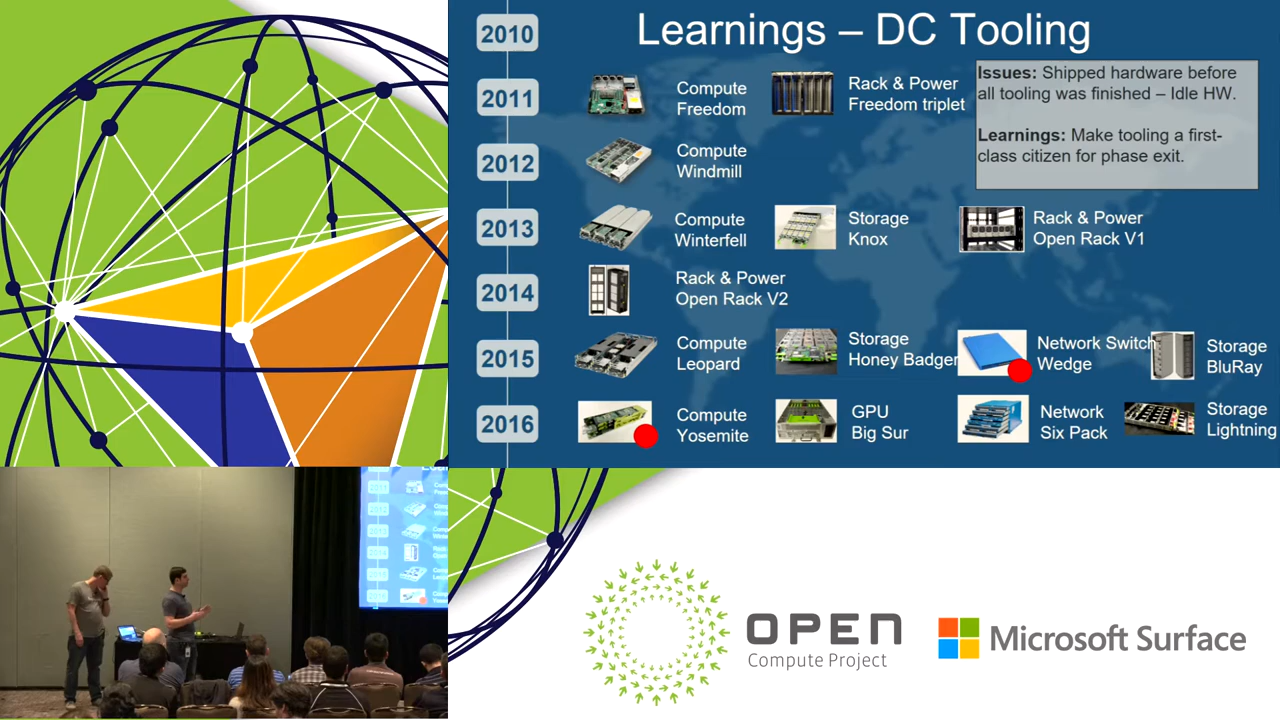 Learnings – DC Tooling
Issues: Shipped hardware before
all tooling was finished – Idle HW.
Learnings: Make tooling a first-
class citizen for phase exit.
2010
2011
Compute
Freedom
Rack & Power
Freedom triplet
2012
Compute
Windmill
2013
Compute
Winterfell
Storage
Knox
Rack & Power
Open Rack V1
2014
Rack & Power
Open Rack V2
2015
Compute
Leopard
Storage
Honey Badger
Network Switch
Wedge
Storage
BluRay
2016
Compute
Yosemite
GPU
Big Sur
Network
Six Pack
Storage
Lightning
OPEN
Compute Project
Microsoft Surface